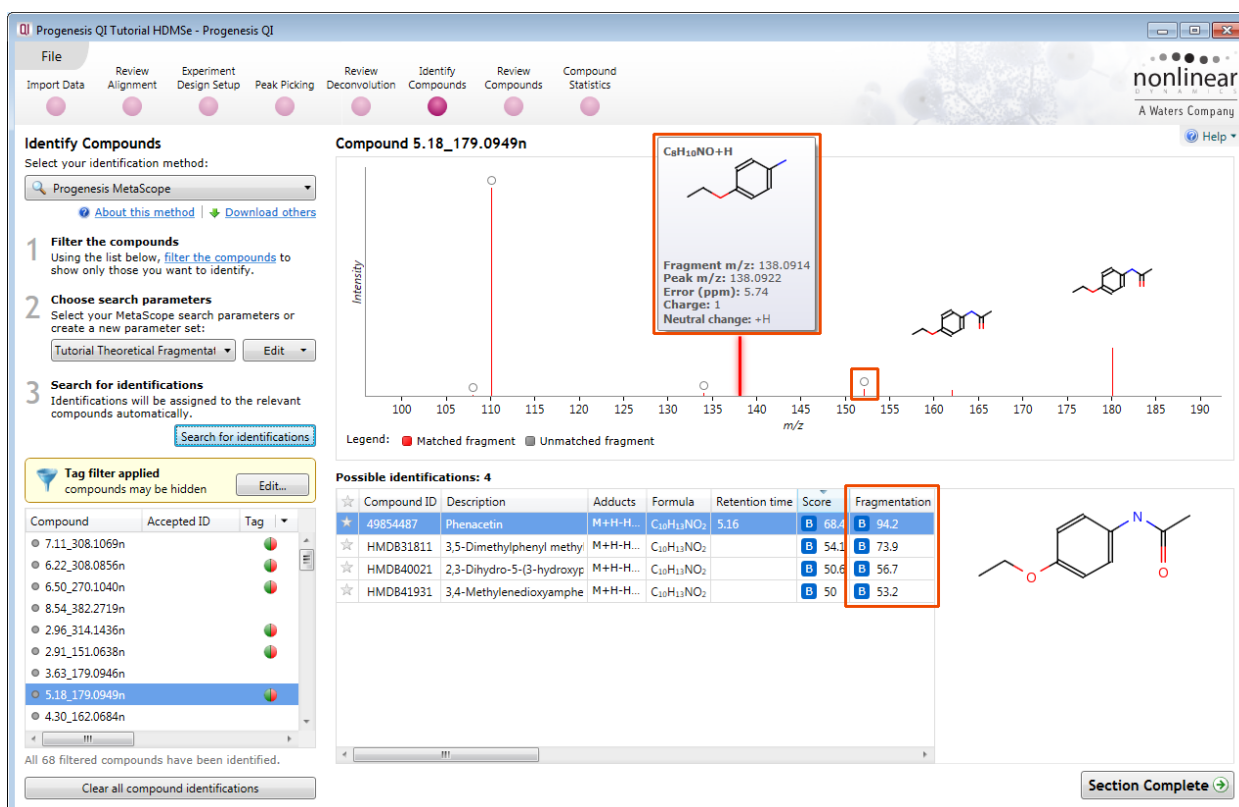 QI Progenesis QI Tutorial HDMSe - Progenesis QI
File
Import Data
Review Alignment
Experiment Design Setup
Peak Picking
Review Deconvolution
Identify Compounds
Review Compounds
Compound Statistics
nonlinear
DYNAMICS
A Waters Company
Help
Identify Compounds
Select your identification method:
Progenesis MetaScope
About this method | Download others
1 Filter the compounds
Using the list below, filter the compounds to
show only those you want to identify.
2 Choose search parameters
Select your MetaScope search parameters or
create a new parameter set:
Tutorial Theoretical Fragmentat Edit
3 Search for identifications
Identifications will be assigned to the relevant
compounds automatically.
Search for identifications
Tag filter applied
compounds may be hidden
Edit...
Compound Accepted ID Tag
7.11_308.1069n
6.22_308.0856n
6.50_270.1040n
8.54_382.2719n
2.96_314.1436n
2.91_151.0638n
3.63_179.0946n
5.18_179.0949n
4.30_162.0684n
All 68 filtered compounds have been identified.
Clear all compound identifications
Compound 5.18_179.0949n
C₈H₁₀NO+H
Fragment m/z: 138.0914
Peak m/z: 138.0922
Error (ppm): 5.74
Charge: 1
Neutral change: +H
Intensity
100 105 110 115 120 125 130 135 140 145 150 155 160 165 170 175 180 185 190
m/z
Legend: Matched fragment Unmatched fragment
Possible identifications: 4
Compound ID Description Adducts Formula Retention time Score Fragmentation
49854487 Phenacetin M+H-H... C₁₀H₁₃NO₂ 5.16 B 68.4 B 94.2
HMDB31811 3,5-Dimethylphenyl methyl M+H-H... C₁₀H₁₃NO₂ B 54.1 B 73.9
HMDB40021 2,3-Dihydro-5-(3-hydroxyp M+H-H... C₁₀H₁₃NO₂ B 50.6 B 56.7
HMDB41931 3,4-Methylenedioxyamphe M+H-H... C₁₀H₁₃NO₂ B 50 B 53.2
H
N
O
O
Section Complete